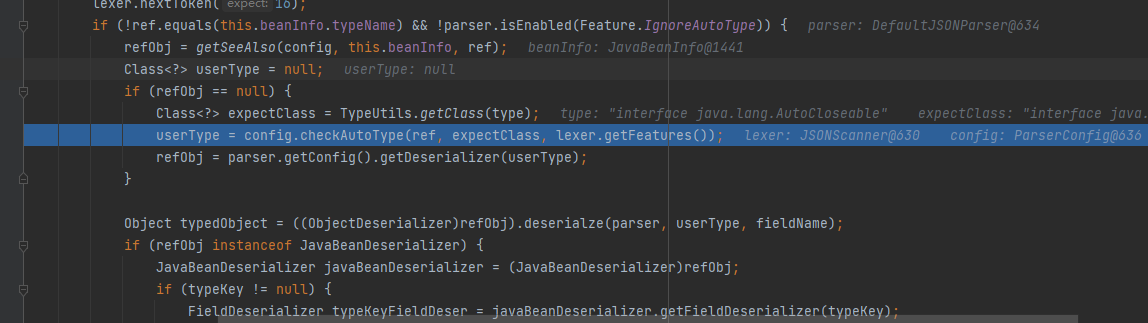 lexer.nextToken( expect: 16);
if (!ref.equals(this.beanInfo.typeName) && !parser.isEnabled(Feature.IgnoreAutoType)) {  parser: DefaultJSONParser@634
refObj = getSeeAlso(config, this.beanInfo, ref);  beanInfo: JavaBeanInfo@1441
Class<?> userType = null;  userType: null
if (refObj == null) {
Class<?> expectClass = TypeUtils.getClass(type);  type: "interface java.lang.AutoCloseable"  expectClass: "interface java.
userType = config.checkAutoType(ref, expectClass, lexer.getFeatures());  lexer: JSONScanner@630  config: ParserConfig@636
refObj = parser.getConfig().getDeserializer(userType);
}
Object typedObject = ((ObjectDeserializer)refObj).deserialze(parser, userType, fieldName);
if (refObj instanceof JavaBeanDeserializer) {
JavaBeanDeserializer javaBeanDeserializer = (JavaBeanDeserializer)refObj;
if (typeKey != null) {
FieldDeserializer typeKeyFieldDeser = javaBeanDeserializer.getFieldDeserializer(typeKey);